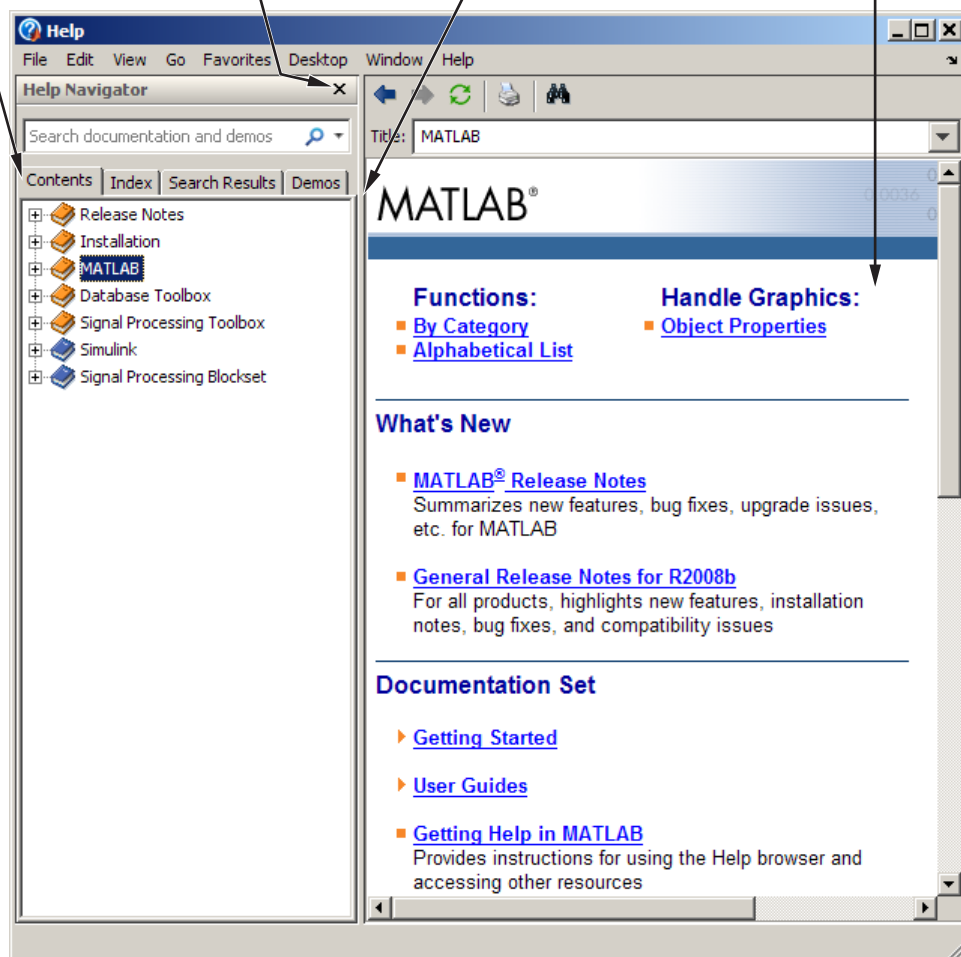 Help
File Edit View Go Favorites Desktop Window Help
Help Navigator
Search documentation and demos
Contents Index Search Results Demos
Release Notes
Installation
MATLAB
Database Toolbox
Signal Processing Toolbox
Simulink
Signal Processing Blockset
Title: MATLAB
MATLAB®
0.0036
Functions:
By Category
Alphabetical List
Handle Graphics:
Object Properties
What's New
MATLAB® Release Notes
Summarizes new features, bug fixes, upgrade issues,
etc. for MATLAB
General Release Notes for R2008b
For all products, highlights new features, installation
notes, bug fixes, and compatibility issues
Documentation Set
Getting Started
User Guides
Getting Help in MATLAB
Provides instructions for using the Help browser and
accessing other resources